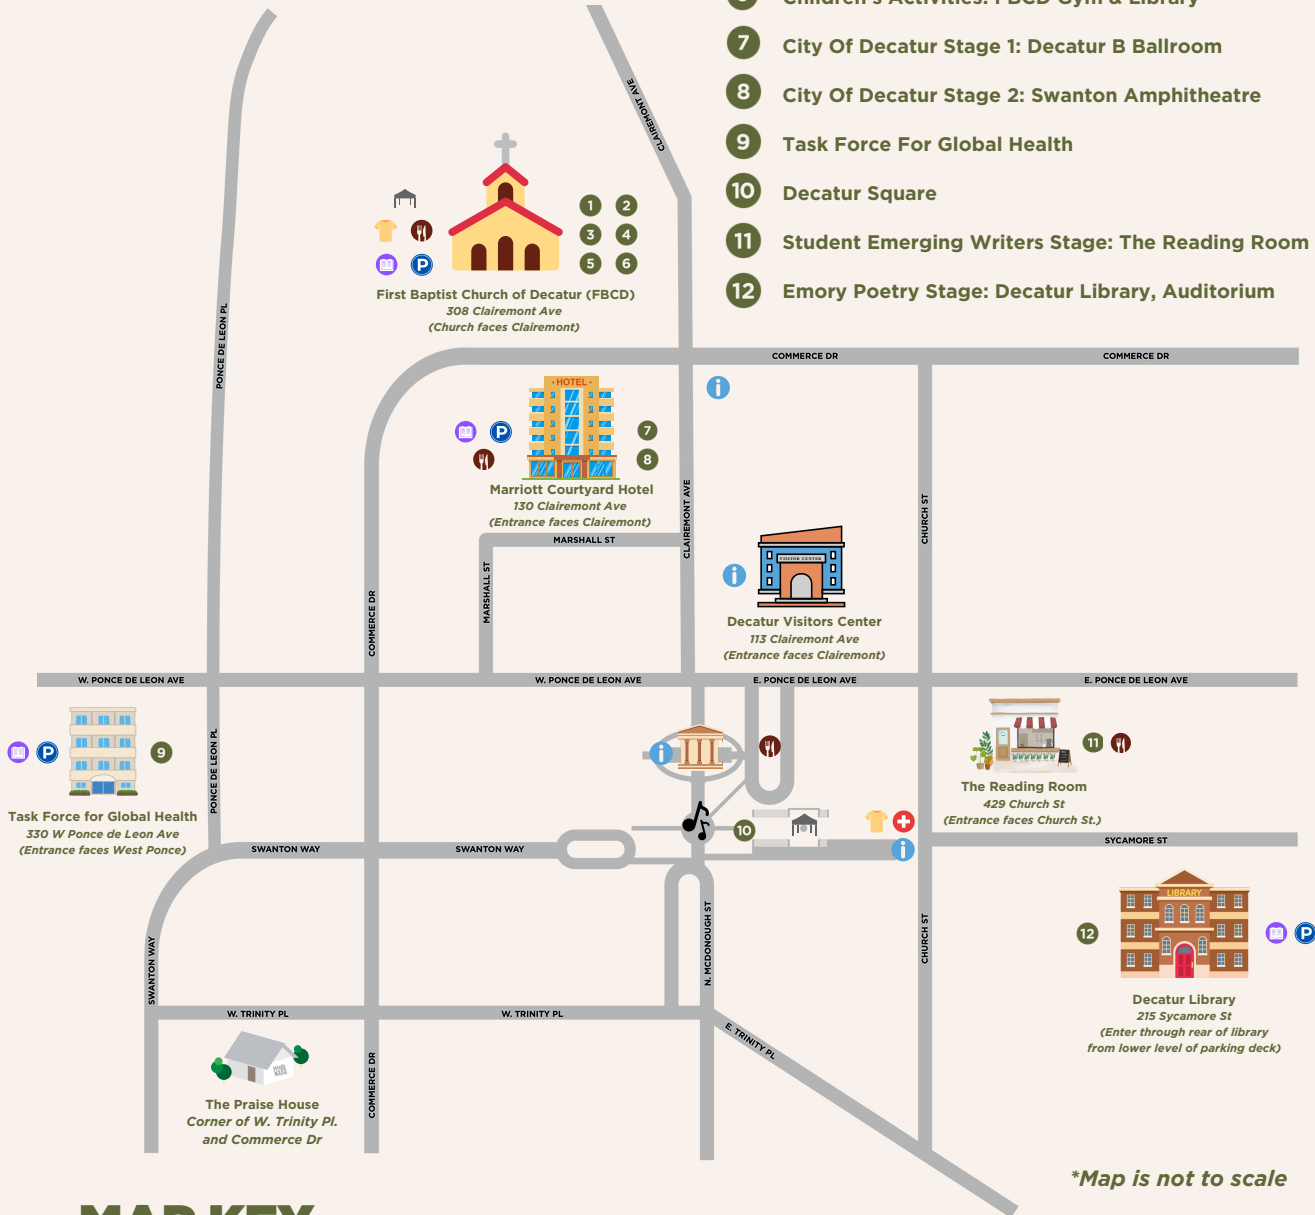 Children's Activities: FBCD Gym & Library
7 City Of Decatur Stage 1: Decatur B Ballroom
8 City Of Decatur Stage 2: Swanton Amphitheatre
9 Task Force For Global Health
10 Decatur Square
11 Student Emerging Writers Stage: The Reading Room
12 Emory Poetry Stage: Decatur Library, Auditorium
CLAIREMONT AVE
PONCE DE LEON PL
1 2
3 4
5 6
P
First Baptist Church of Decatur (FBCD)
308 Clairemont Ave
(Church faces Clairemont)
COMMERCE DR
COMMERCE DR
i
HOTEL
P
7
8
Marriott Courtyard Hotel
130 Clairemont Ave
(Entrance faces Clairemont)
MARSHALL ST
MARSHALL ST
CLAIREMONT AVE
CHURCH ST
COMMERCE DR
VISITOR CENTER
i
Decatur Visitors Center
113 Clairemont Ave
(Entrance faces Clairemont)
W. PONCE DE LEON AVE
W. PONCE DE LEON AVE
E. PONCE DE LEON AVE
E. PONCE DE LEON AVE
P
9
Task Force for Global Health
330 W Ponce de Leon Ave
(Entrance faces West Ponce)
PONCE DE LEON PL
i
11
The Reading Room
429 Church St
(Entrance faces Church St.)
10
i
SWANTON WAY
SWANTON WAY
SYCAMORE ST
SWANTON WAY
N. MCDONOUGH ST
CHURCH ST
LIBRARY
12
P
Decatur Library
215 Sycamore St
(Enter through rear of library
from lower level of parking deck)
W. TRINITY PL
W. TRINITY PL
E. TRINITY PL
COMMERCE DR
The Praise House
Corner of W. Trinity Pl.
and Commerce Dr
*Map is not to scale
MAP KEY